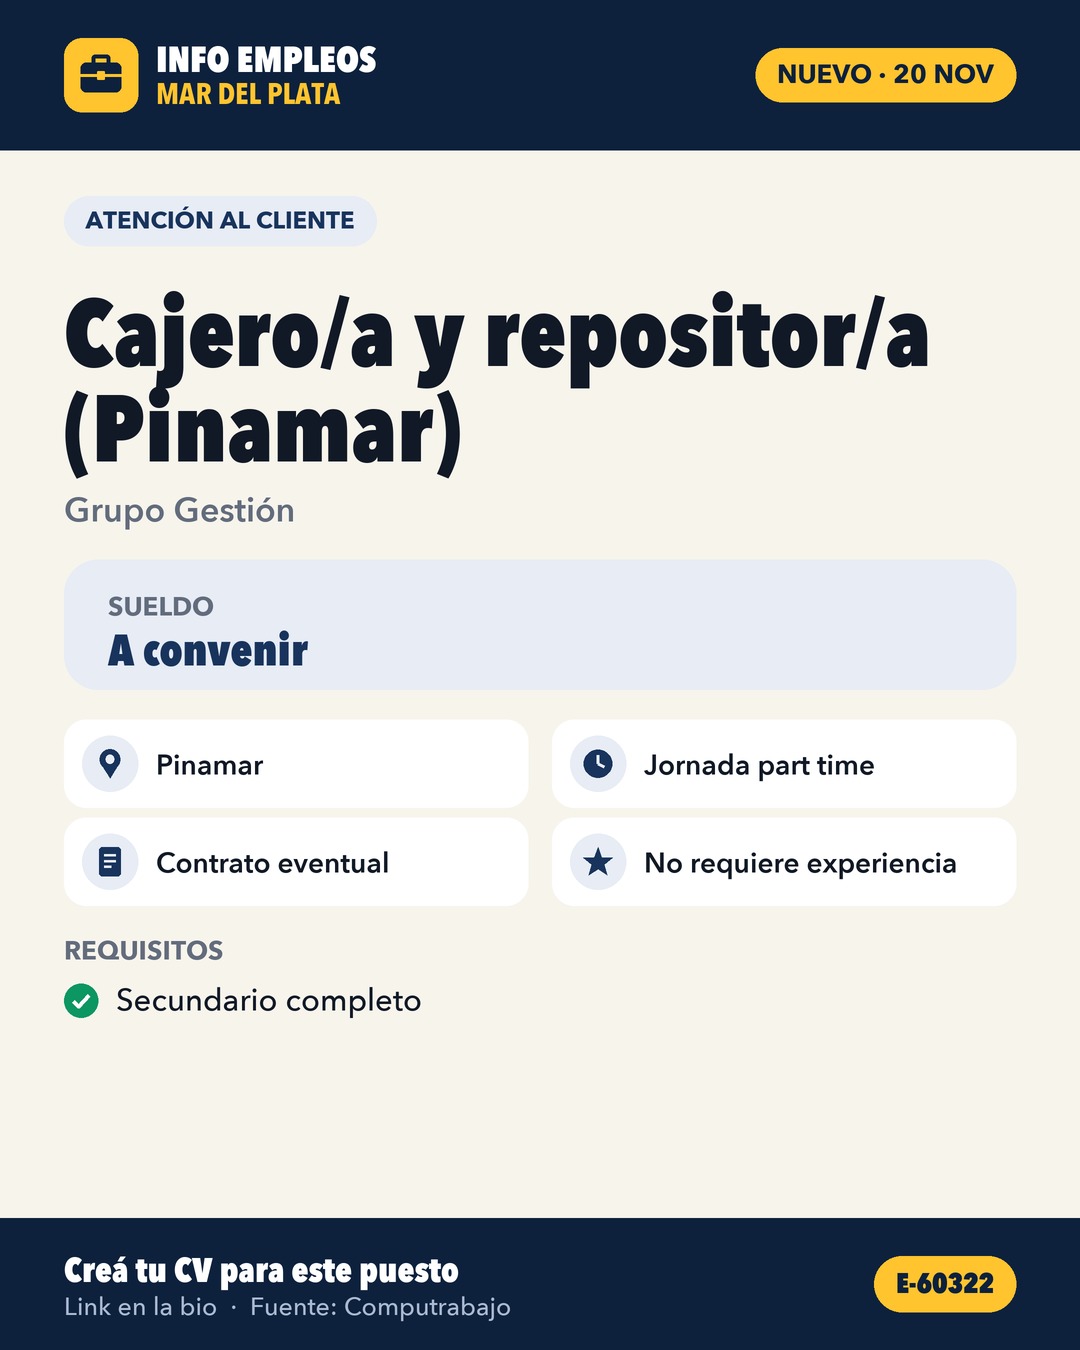 INFO EMPLEOS
MAR DEL PLATA
NUEVO · 20 NOV
ATENCIÓN AL CLIENTE
Cajero/a y repositor/a
(Pinamar)
Grupo Gestión
SUELDO
A convenir
Pinamar
Jornada part time
Contrato eventual
No requiere experiencia
REQUISITOS
Secundario completo
Creá tu CV para este puesto
Link en la bio · Fuente: Computrabajo
E-60322